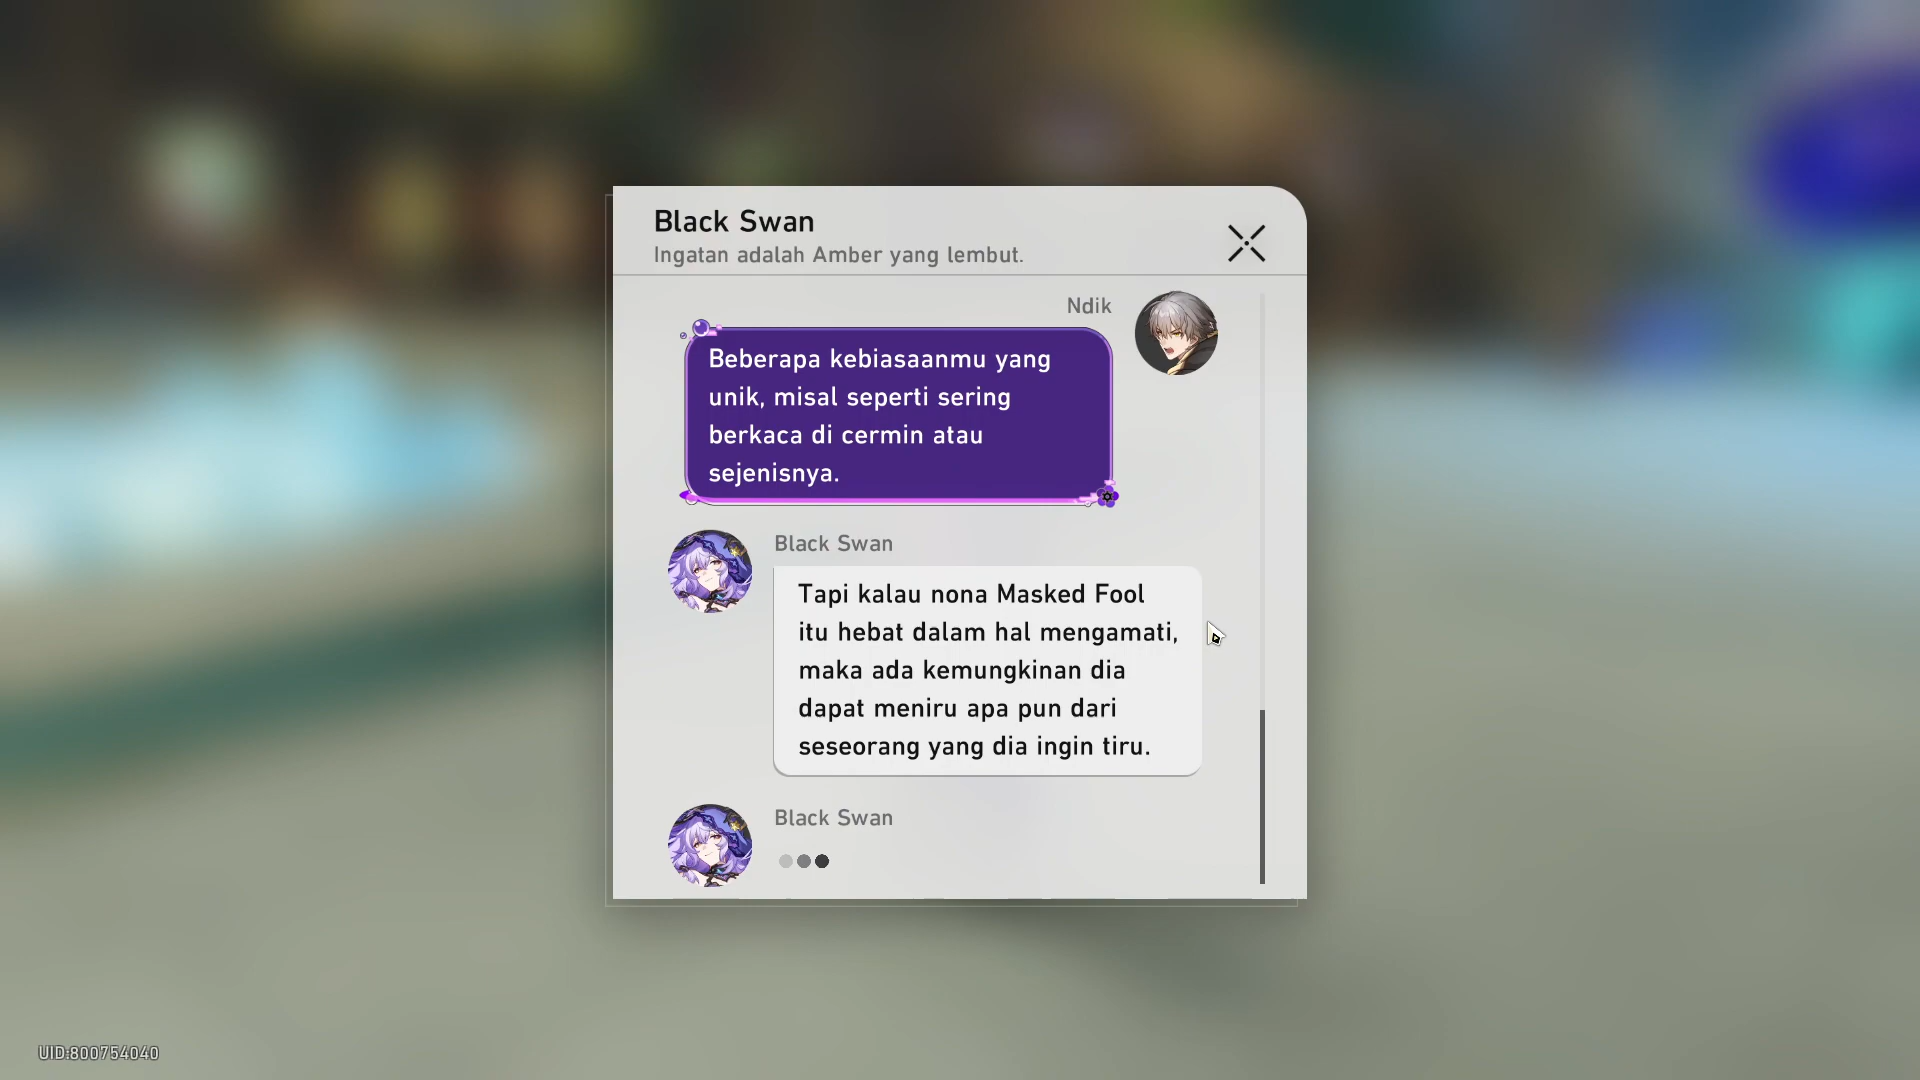 Black Swan
Ingatan adalah Amber yang lembut.
Ndik
Beberapa kebiasaanmu yang
unik, misal seperti sering
berkaca di cermin atau
sejenisnya.
Black Swan
Tapi kalau nona Masked Fool
itu hebat dalam hal mengamati,
maka ada kemungkinan dia
dapat meniru apa pun dari
seseorang yang dia ingin tiru.
Black Swan
UID:800754040